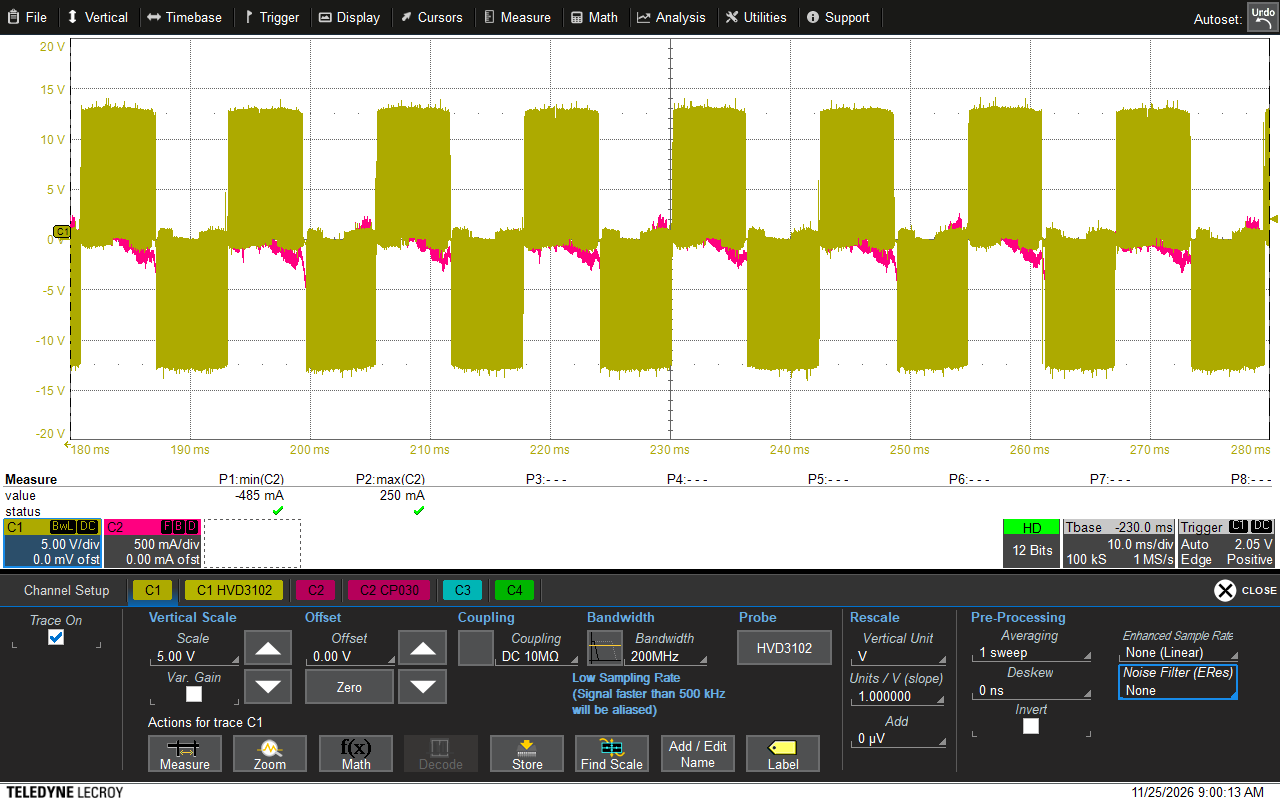 File Vertical Timebase Trigger Display Cursors Measure Math Analysis Utilities Support Autoset: Undo
20 V
15 V
10 V
5 V
C1 0 V
-5 V
-10 V
-15 V
-20 V
180 ms 190 ms 200 ms 210 ms 220 ms 230 ms 240 ms 250 ms 260 ms 270 ms 280 ms
Measure P1:min(C2) P2:max(C2) P3:- - - P4:- - - P5:- - - P6:- - - P7:- - - P8:- - -
value -485 mA 250 mA
status
C1 BwL DC C2 F B D HD Tbase -230.0 ms Trigger C1 DC
5.00 V/div 500 mA/div 12 Bits 10.0 ms/div Auto 2.05 V
0.0 mV ofst 0.00 mA ofst 100 kS 1 MS/s Edge Positive
Channel Setup C1 C1 HVD3102 C2 C2 CP030 C3 C4 CLOSE
Trace On Vertical Scale Offset Coupling Bandwidth Probe Rescale Pre-Processing
Scale Offset Coupling Bandwidth HVD3102 Vertical Unit Averaging Enhanced Sample Rate
5.00 V 0.00 V DC 10MΩ 200MHz V 1 sweep None (Linear)
Var. Gain Zero Low Sampling Rate Units / V (slope) Deskew Noise Filter (ERes)
(Signal faster than 500 kHz 1.000000 0 ns None
will be aliased)
Actions for trace C1 Add Invert
0 µV
Measure Zoom f(x) Math Decode Store Find Scale Add / Edit Name Label
TELEDYNE LECROY 11/25/2026 9:00:13 AM